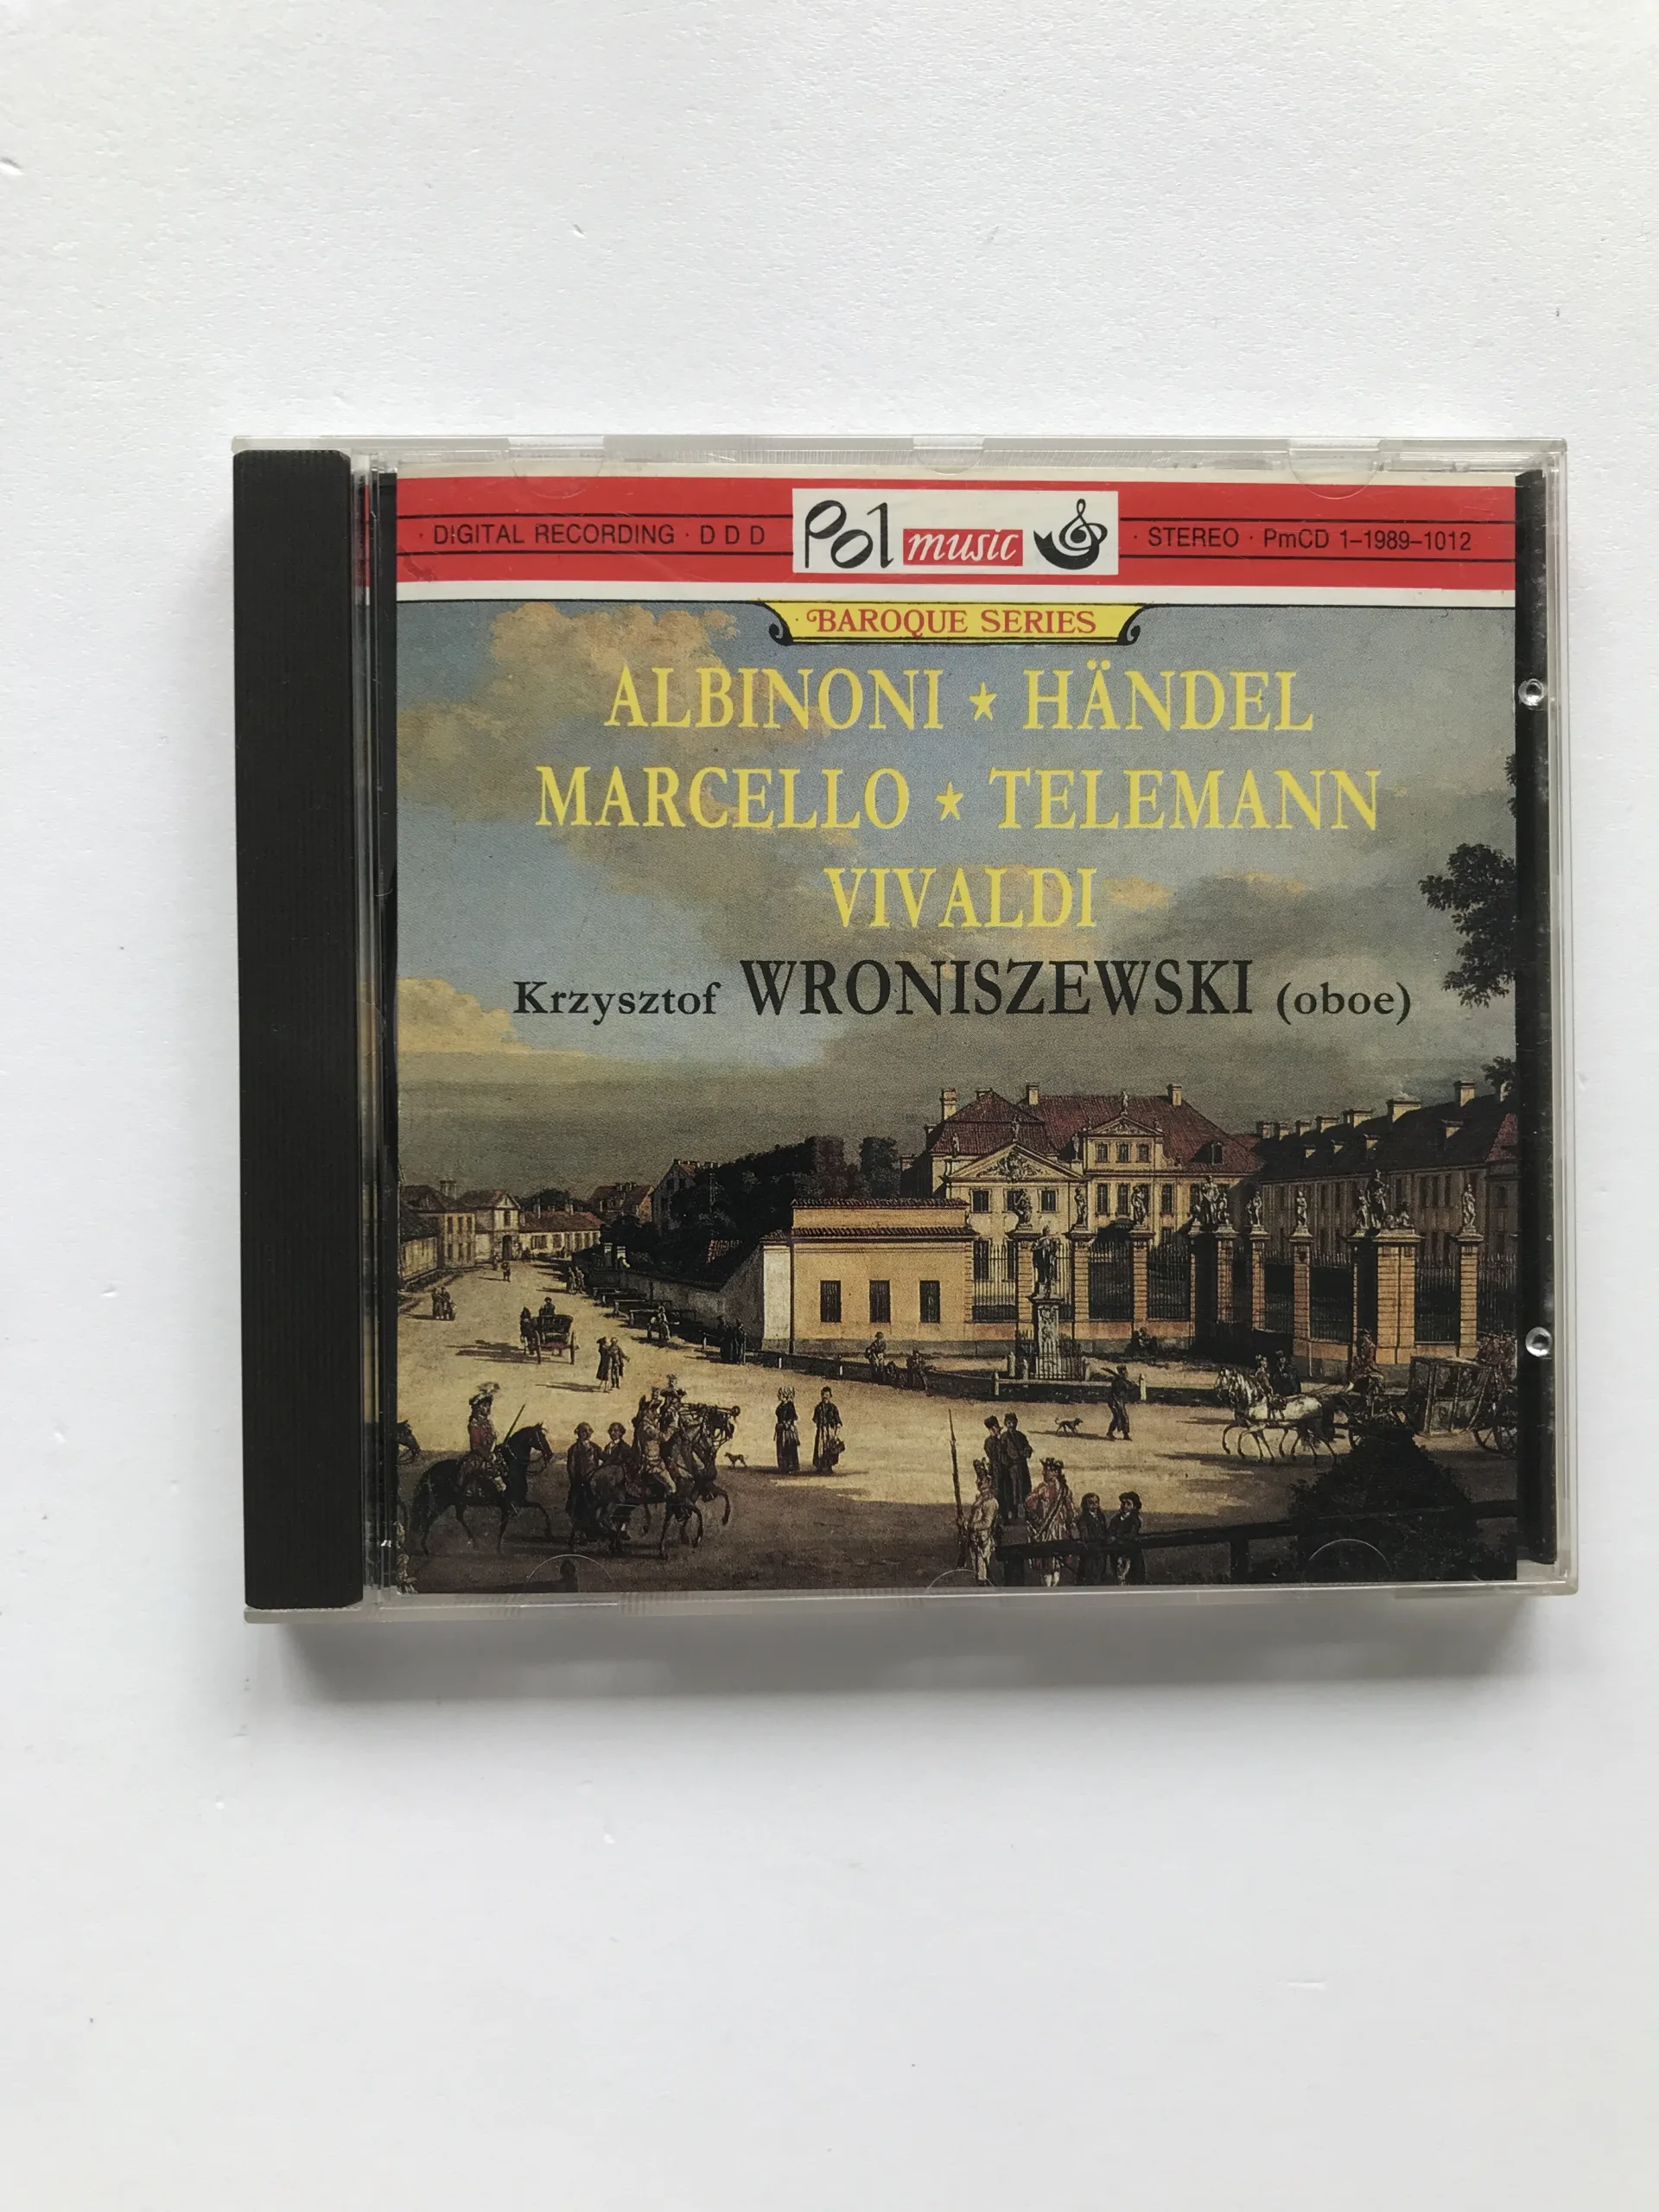 · DIGITAL RECORDING · D D D
Pol music
· STEREO · PmCD 1-1989-1012
· BAROQUE SERIES ·
ALBINONI ★ HÄNDEL
MARCELLO ★ TELEMANN
VIVALDI
Krzysztof WRONISZEWSKI (oboe)